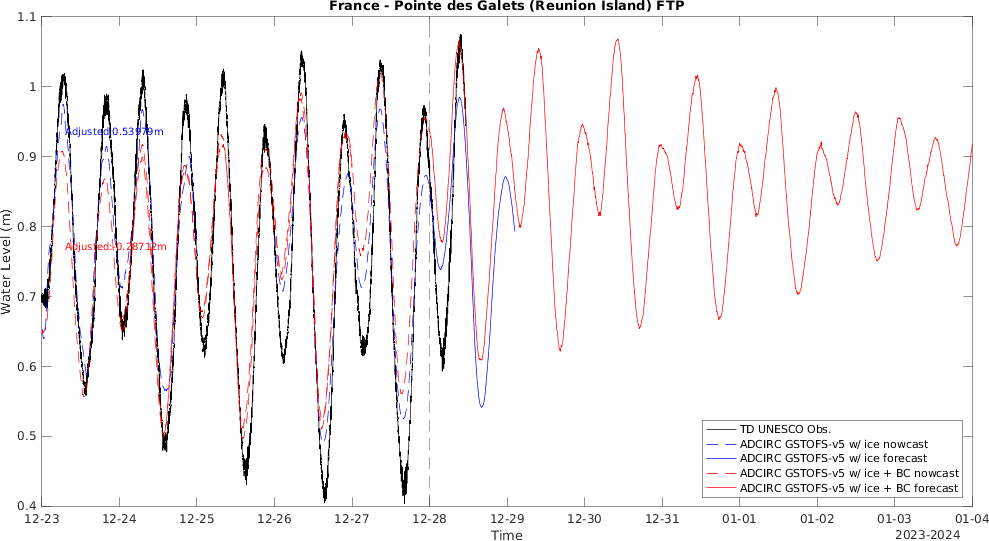 France - Pointe des Galets (Reunion Island) FTP
1.1
1
0.9
0.8
0.7
0.6
0.5
0.4
Water Level (m)
Adjusted:0.53979m
Adjusted:-0.28712m
TD UNESCO Obs.
ADCIRC GSTOFS-v5 w/ ice nowcast
ADCIRC GSTOFS-v5 w/ ice forecast
ADCIRC GSTOFS-v5 w/ ice + BC nowcast
ADCIRC GSTOFS-v5 w/ ice + BC forecast
12-23 12-24 12-25 12-26 12-27 12-28 12-29 12-30 12-31 01-01 01-02 01-03 01-04
Time
2023-2024